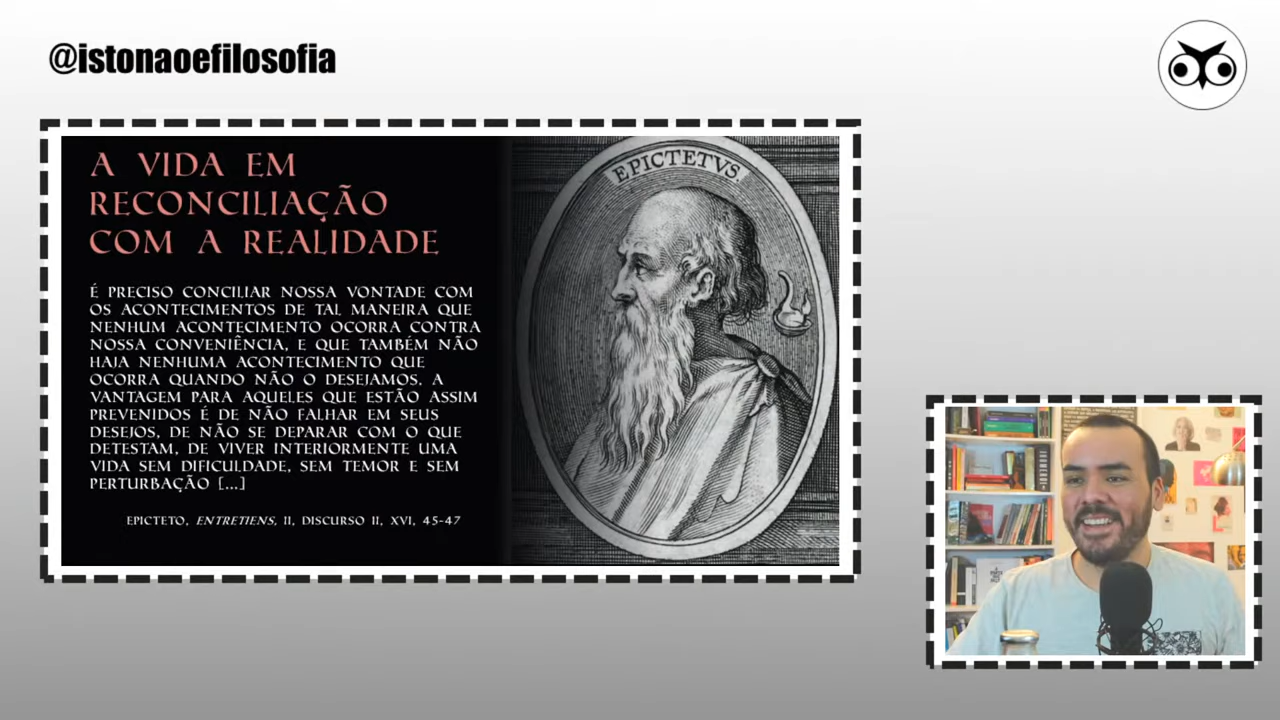 @istonaoefilosofia
A VIDA EM
RECONCILIAÇÃO
COM A REALIDADE
É PRECISO CONCILIAR NOSSA VONTADE COM
OS ACONTECIMENTOS DE TAL MANEIRA QUE
NENHUM ACONTECIMENTO OCORRA CONTRA
NOSSA CONVENIÊNCIA, E QUE TAMBÉM NÃO
HAJA NENHUMA ACONTECIMENTO QUE
OCORRA QUANDO NÃO O DESEJAMOS. A
VANTAGEM PARA AQUELES QUE ESTÃO ASSIM
PREVENIDOS É DE NÃO FALHAR EM SEUS
DESEJOS, DE NÃO SE DEPARAR COM O QUE
DETESTAM, DE VIVER INTERIORMENTE UMA
VIDA SEM DIFICULDADE, SEM TEMOR E SEM
PERTURBAÇÃO [...]
EPICTETO, ENTRETIENS, II, DISCURSO II, XVI, 45-47
EPICTETVS